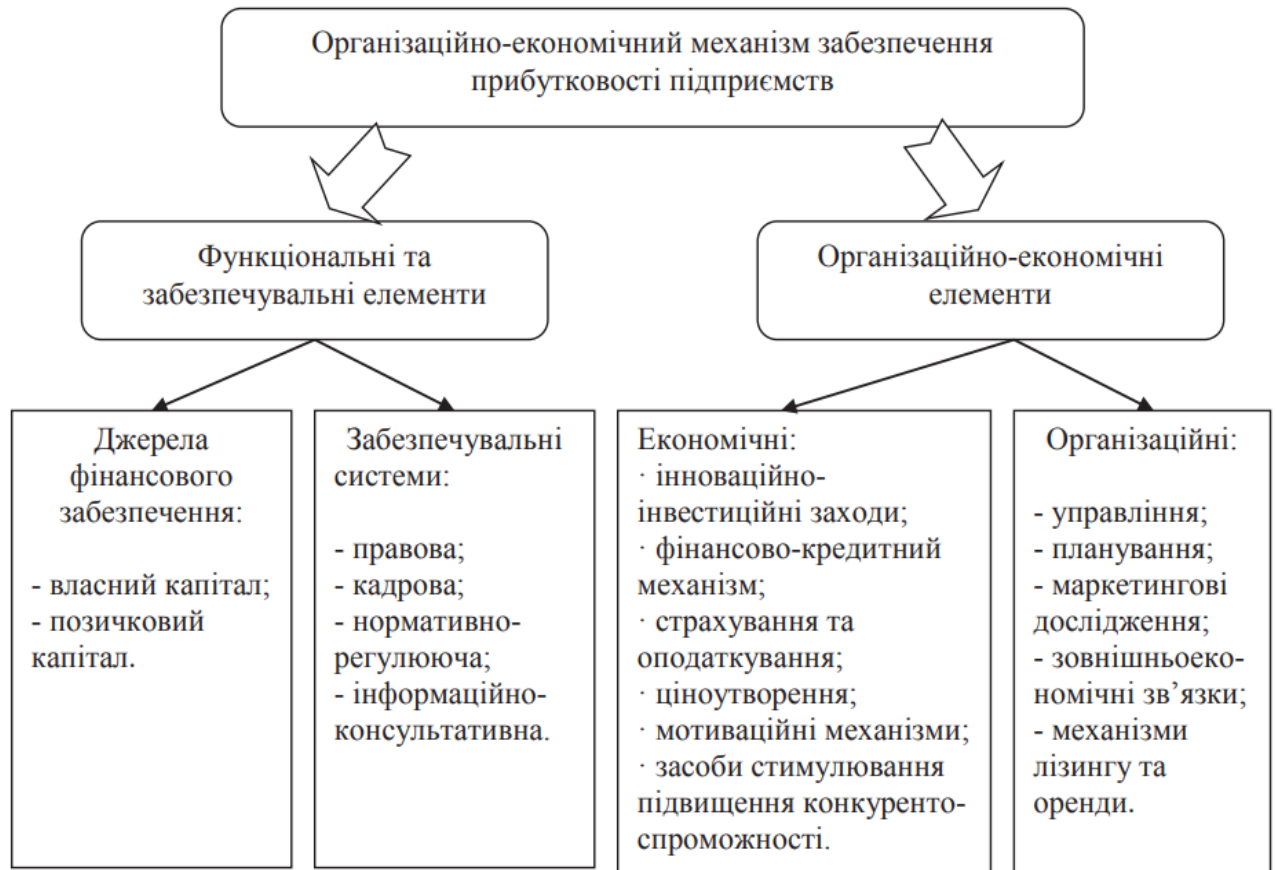 Організаційно-економічний механізм забезпечення
прибутковості підприємств
Функціональні та
забезпечувальні елементи
Організаційно-економічні
елементи
Джерела
фінансового
забезпечення:
- власний капітал;
- позичковий
капітал.
Забезпечувальні
системи:
- правова;
- кадрова;
- нормативно-
регулююча;
- інформаційно-
консультативна.
Економічні:
· інноваційно-
інвестиційні заходи;
· фінансово-кредитний
механізм;
· страхування та
оподаткування;
· ціноутворення;
· мотиваційні механізми;
· засоби стимулювання
підвищення конкуренто-
спроможності.
Організаційні:
- управління;
- планування;
- маркетингові
дослідження;
- зовнішньоеко-
номічні зв’язки;
- механізми
лізингу та
оренди.